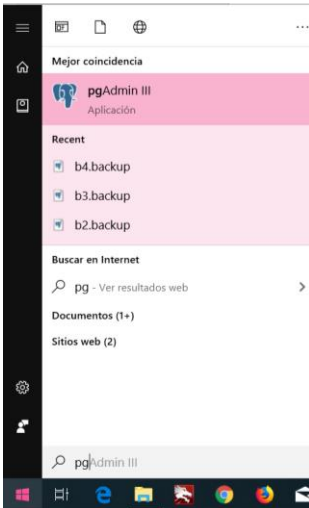 Mejor coincidencia
pgAdmin III
Aplicación
Recent
b4.backup
b3.backup
b2.backup
Buscar en Internet
pg - Ver resultados web
Documentos (1+)
Sitios web (2)
pgAdmin III